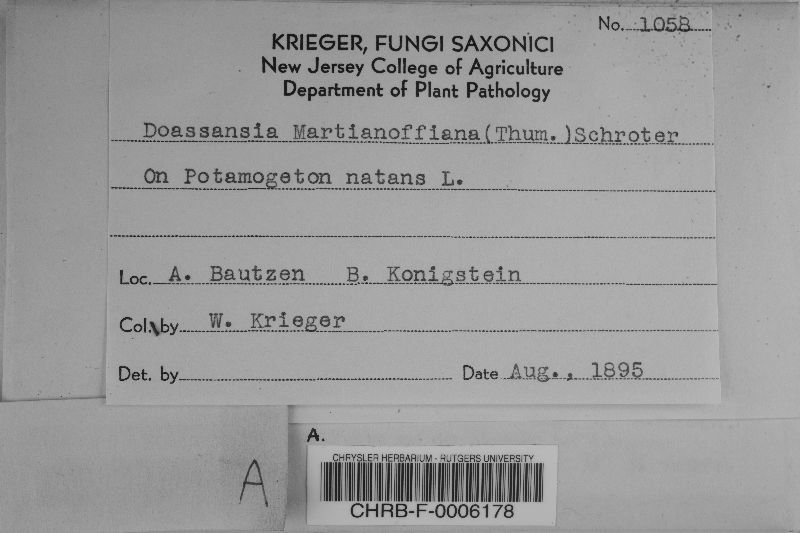 No. 1058
KRIEGER, FUNGI SAXONICI
New Jersey College of Agriculture
Department of Plant Pathology
Doassansia Martianoffiana(Thum.)Schroter
On Potamogeton natans L.
Loc. A. Bautzen B. Konigstein
Col. by W. Krieger
Det. by
Date Aug., 1895
A.
A
CHRYSLER HERBARIUM - RUTGERS UNIVERSITY
CHRB-F-0006178